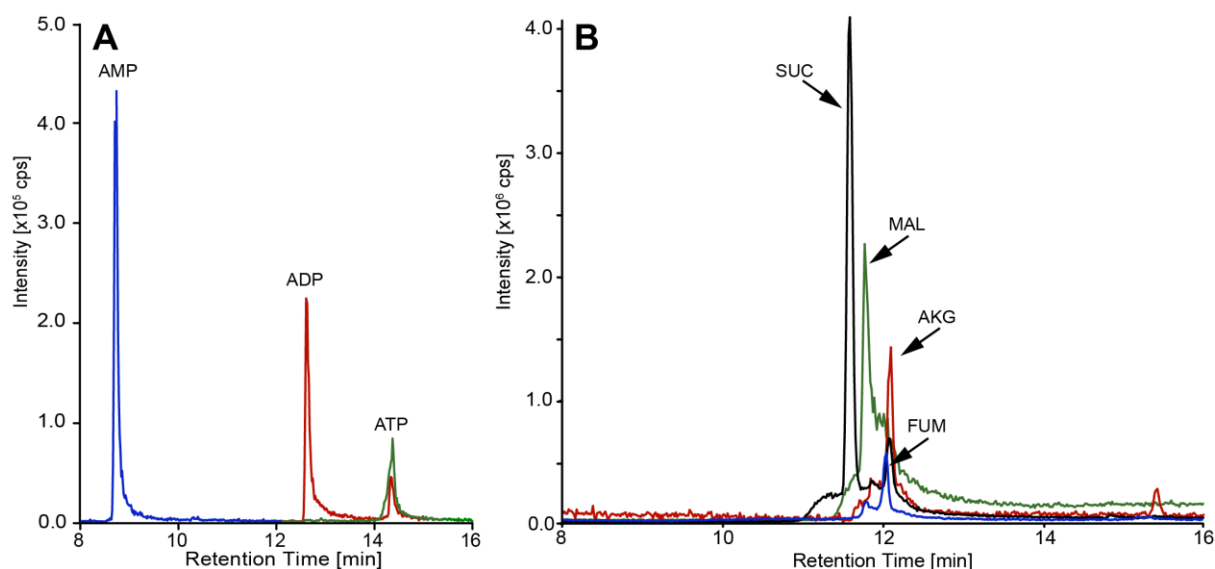 A
AMP
ADP
ATP
Intensity [x10⁵ cps]
5.0
4.0
3.0
2.0
1.0
0.0
8 10 12 14 16
Retention Time [min]
B
SUC
MAL
AKG
FUM
Intensity [x10⁶ cps]
4.0
3.0
2.0
1.0
0.0
8 10 12 14 16
Retention Time [min]